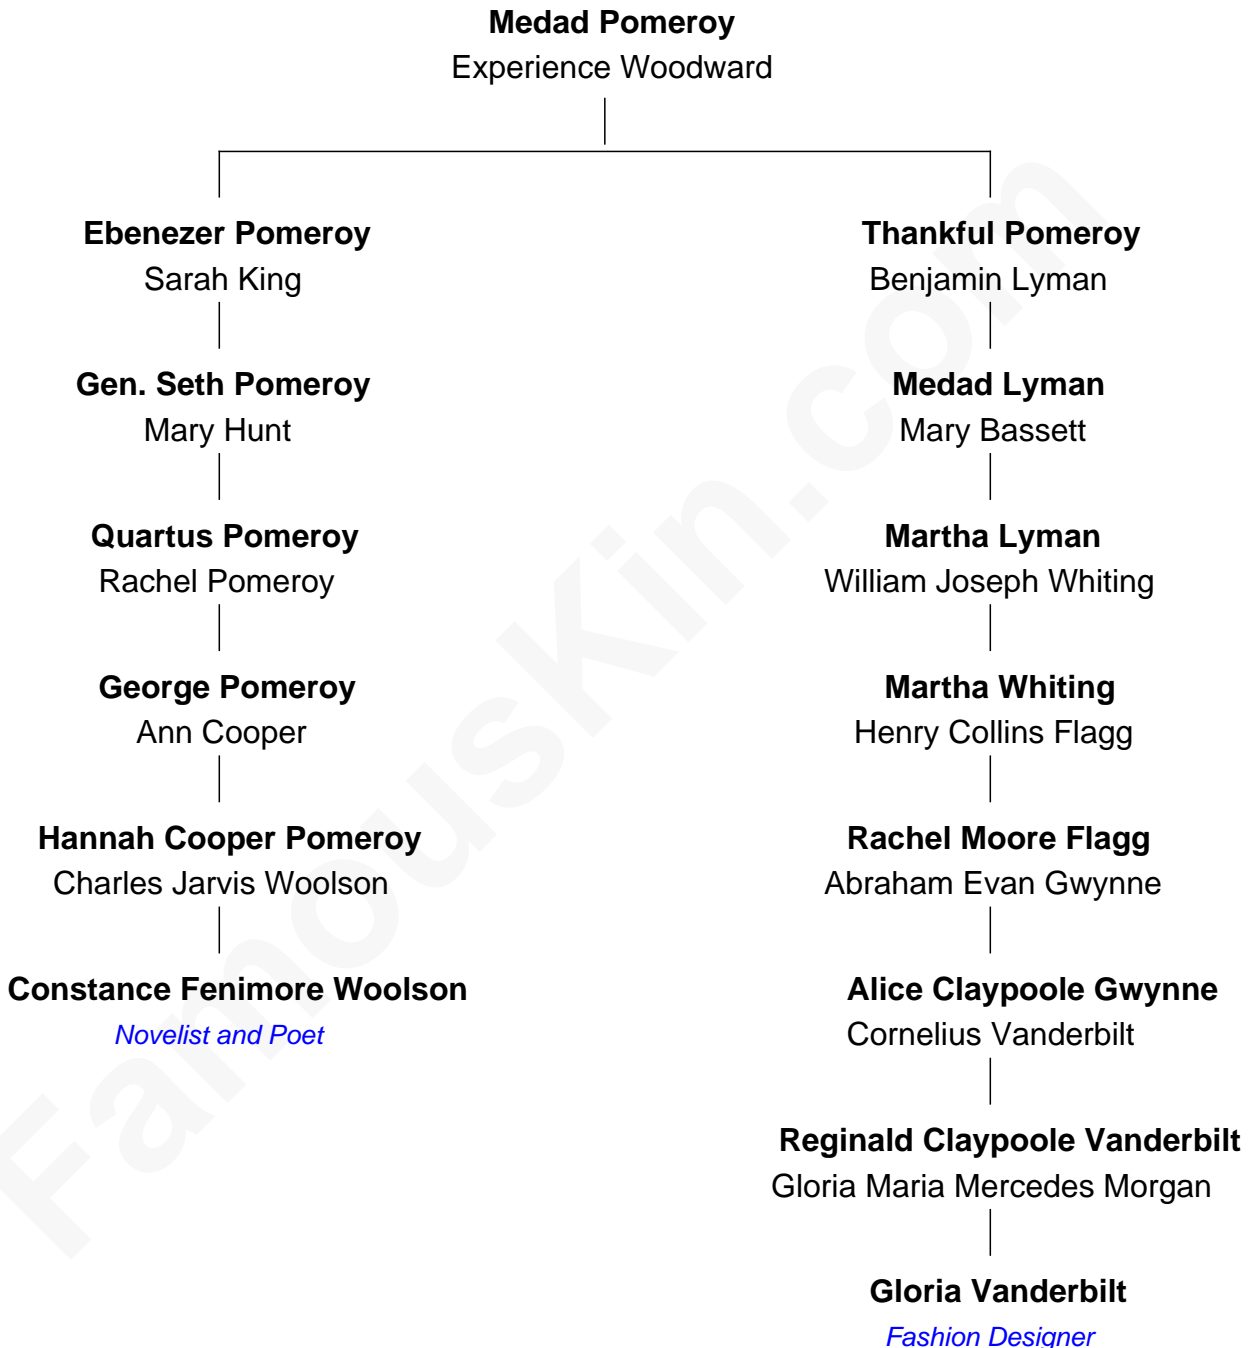 Medad Pomeroy
Experience Woodward
Ebenezer Pomeroy
Sarah King
Thankful Pomeroy
Benjamin Lyman
Gen. Seth Pomeroy
Mary Hunt
Medad Lyman
Mary Bassett
Quartus Pomeroy
Rachel Pomeroy
Martha Lyman
William Joseph Whiting
George Pomeroy
Ann Cooper
Martha Whiting
Henry Collins Flagg
Hannah Cooper Pomeroy
Charles Jarvis Woolson
Rachel Moore Flagg
Abraham Evan Gwynne
Constance Fenimore Woolson
Novelist and Poet
Alice Claypoole Gwynne
Cornelius Vanderbilt
Reginald Claypoole Vanderbilt
Gloria Maria Mercedes Morgan
Gloria Vanderbilt
Fashion Designer
FamousKin.com